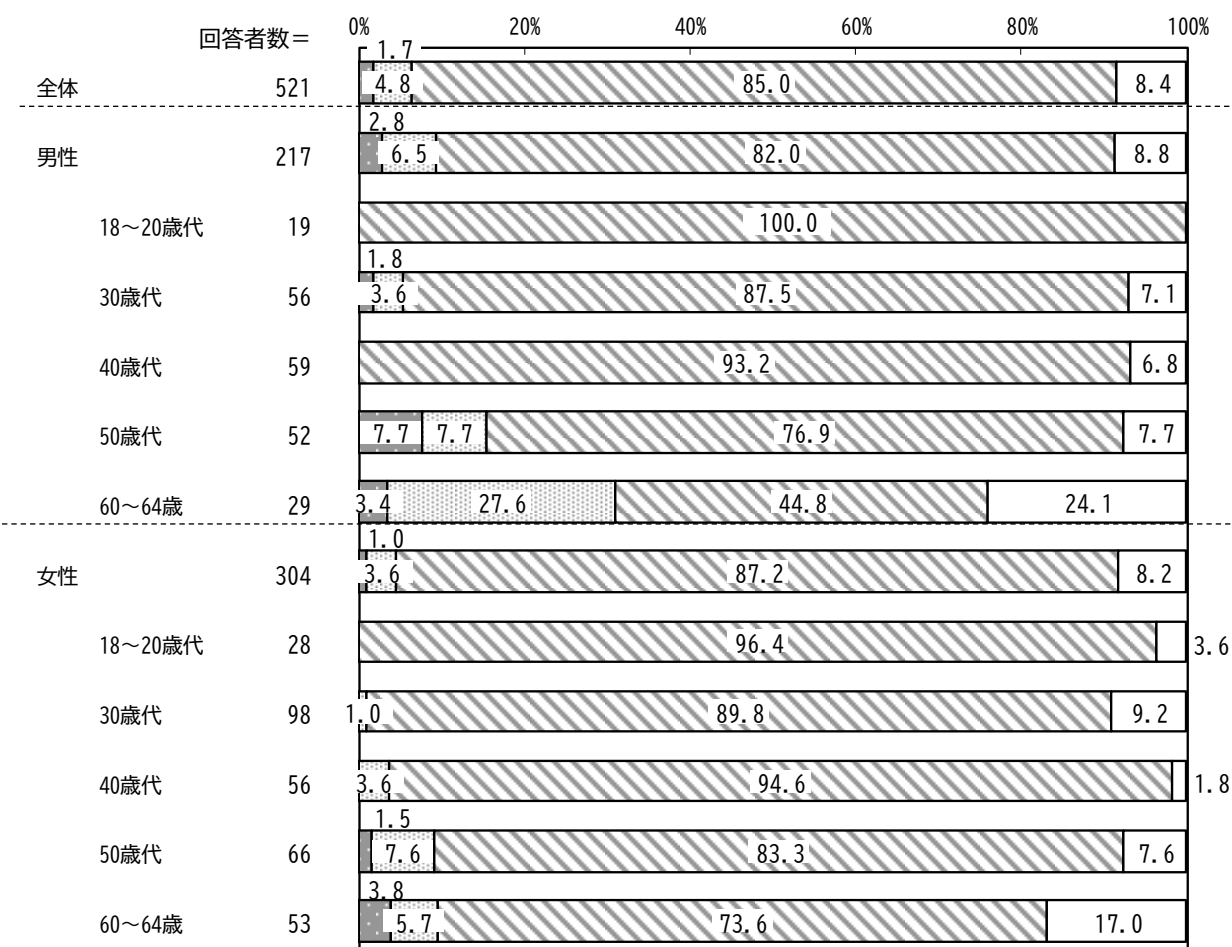 0% 20% 40% 60% 80% 100%
回答者数＝
1.7
全体 521 4.8 85.0 8.4
2.8
男性 217 6.5 82.0 8.8
18～20歳代 19 100.0
1.8
30歳代 56 3.6 87.5 7.1
40歳代 59 93.2 6.8
50歳代 52 7.7 7.7 76.9 7.7
60～64歳 29 3.4 27.6 44.8 24.1
1.0
女性 304 3.6 87.2 8.2
18～20歳代 28 96.4 3.6
30歳代 98 1.0 89.8 9.2
40歳代 56 3.6 94.6 1.8
1.5
50歳代 66 7.6 83.3 7.6
3.8
60～64歳 53 5.7 73.6 17.0